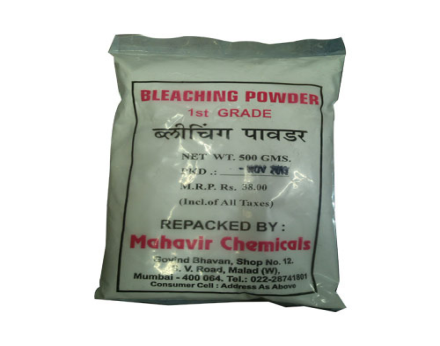 BLEACHING POWDER
1st GRADE
ब्लीचिंग पावडर
NET WT. 500 GMS.
PKD.: - NOV 2013
M.R.P. Rs. 38.00
(Incl.of All Taxes)
REPACKED BY :
Mahavir Chemicals
Govind Bhavan, Shop No. 12.
S. V. Road, Malad (W).
Mumbai - 400 064. Tel.: 022-28741801
Consumer Cell : Address As Above